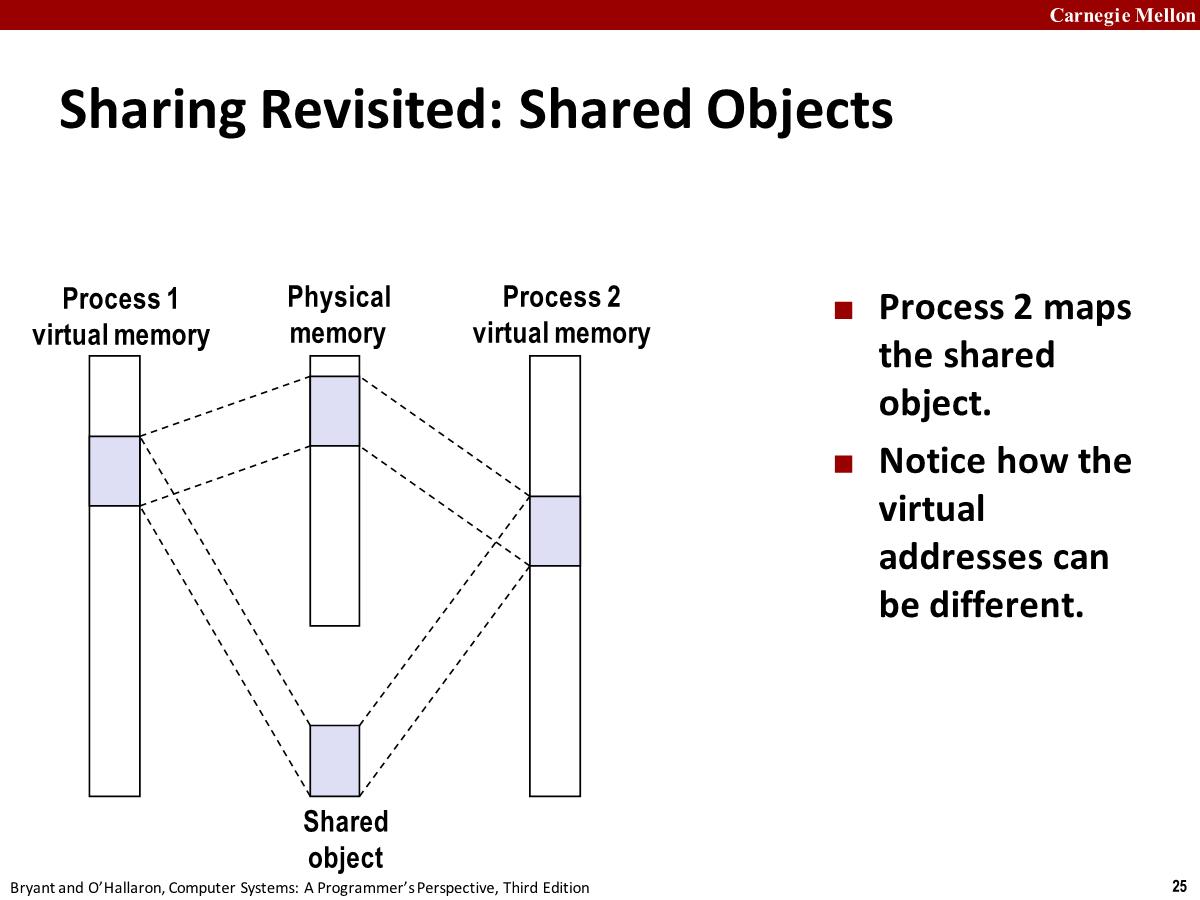 Carnegie Mellon
Sharing Revisited: Shared Objects
Process 1
virtual memory
Physical
memory
Process 2
virtual memory
Shared
object
■ Process 2 maps
the shared
object.
■ Notice how the
virtual
addresses can
be different.
Bryant and O’Hallaron, Computer Systems: A Programmer’s Perspective, Third Edition
25